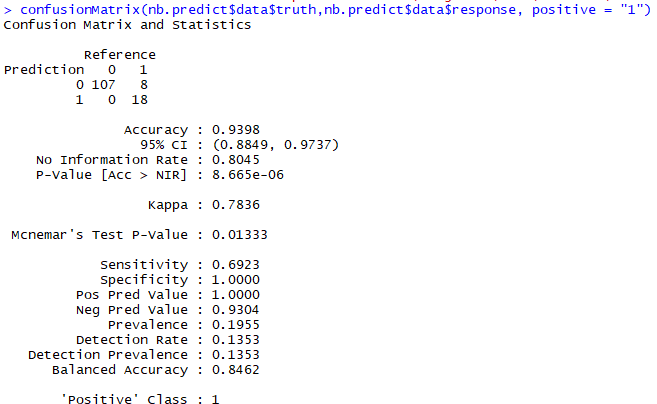 > confusionMatrix(nb.predict$data$truth,nb.predict$data$response, positive = "1")
Confusion Matrix and Statistics
Reference
Prediction 0 1
0 107 8
1 0 18
Accuracy : 0.9398
95% CI : (0.8849, 0.9737)
No Information Rate : 0.8045
P-Value [Acc > NIR] : 8.665e-06
Kappa : 0.7836
Mcnemar's Test P-Value : 0.01333
Sensitivity : 0.6923
Specificity : 1.0000
Pos Pred Value : 1.0000
Neg Pred Value : 0.9304
Prevalence : 0.1955
Detection Rate : 0.1353
Detection Prevalence : 0.1353
Balanced Accuracy : 0.8462
'Positive' Class : 1